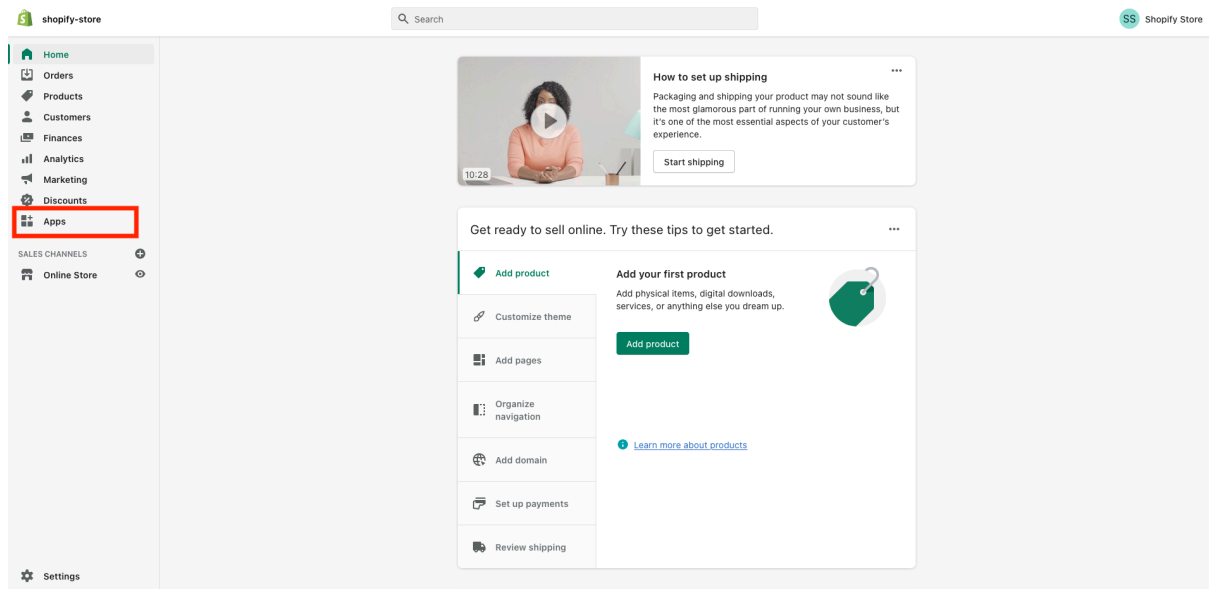 shopify-store
Search
SS Shopify Store
Home
Orders
Products
Customers
Finances
Analytics
Marketing
Discounts
Apps
SALES CHANNELS
Online Store
Settings
10:28
How to set up shipping
Packaging and shipping your product may not sound like
the most glamorous part of running your own business, but
it's one of the most essential aspects of your customer's
experience.
Start shipping
Get ready to sell online. Try these tips to get started.
Add product
Customize theme
Add pages
Organize
navigation
Add domain
Set up payments
Review shipping
Add your first product
Add physical items, digital downloads,
services, or anything else you dream up.
Add product
Learn more about products